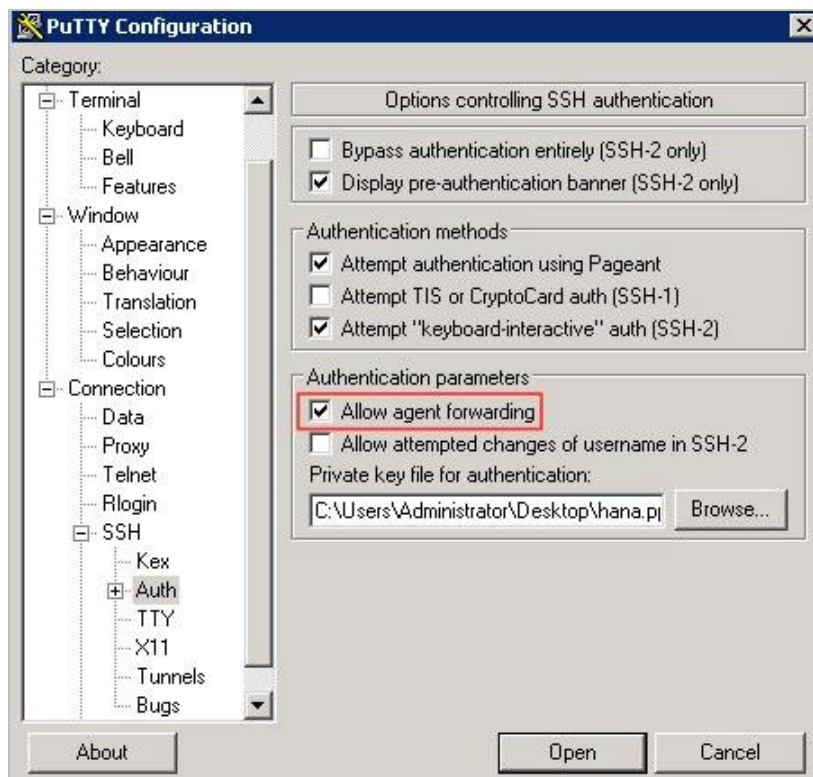 PuTTY Configuration
Category:
Terminal
Keyboard
Bell
Features
Window
Appearance
Behaviour
Translation
Selection
Colours
Connection
Data
Proxy
Telnet
Rlogin
SSH
Kex
Auth
TTY
X11
Tunnels
Bugs
Options controlling SSH authentication
Bypass authentication entirely (SSH-2 only)
Display pre-authentication banner (SSH-2 only)
Authentication methods
Attempt authentication using Pageant
Attempt TIS or CryptoCard auth (SSH-1)
Attempt "keyboard-interactive" auth (SSH-2)
Authentication parameters
Allow agent forwarding
Allow attempted changes of username in SSH-2
Private key file for authentication:
C:\Users\Administrator\Desktop\hana.p
Browse...
About
Open
Cancel